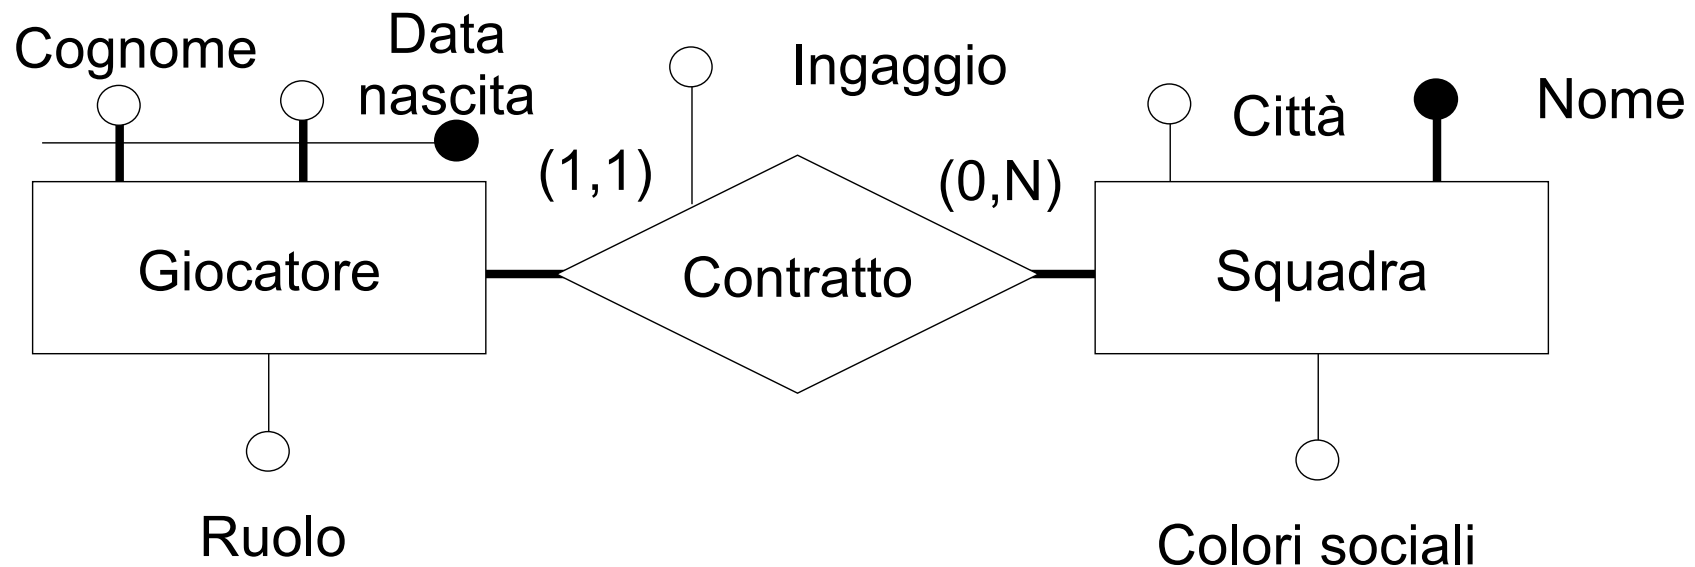 Cognome
Data
nascita
Ingaggio
Città
Nome
(1,1)
(0,N)
Giocatore
Contratto
Squadra
Ruolo
Colori sociali